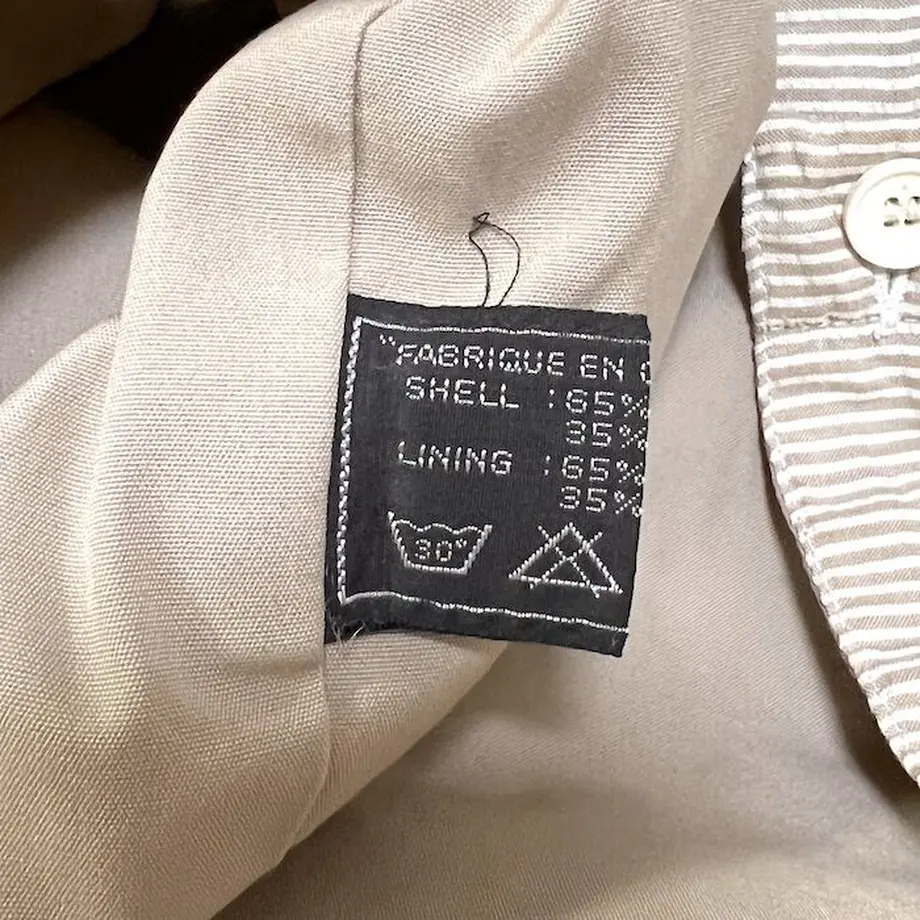 "FABRIQUE EN
SHELL :65%
35%
LINING :65%
35%
30°